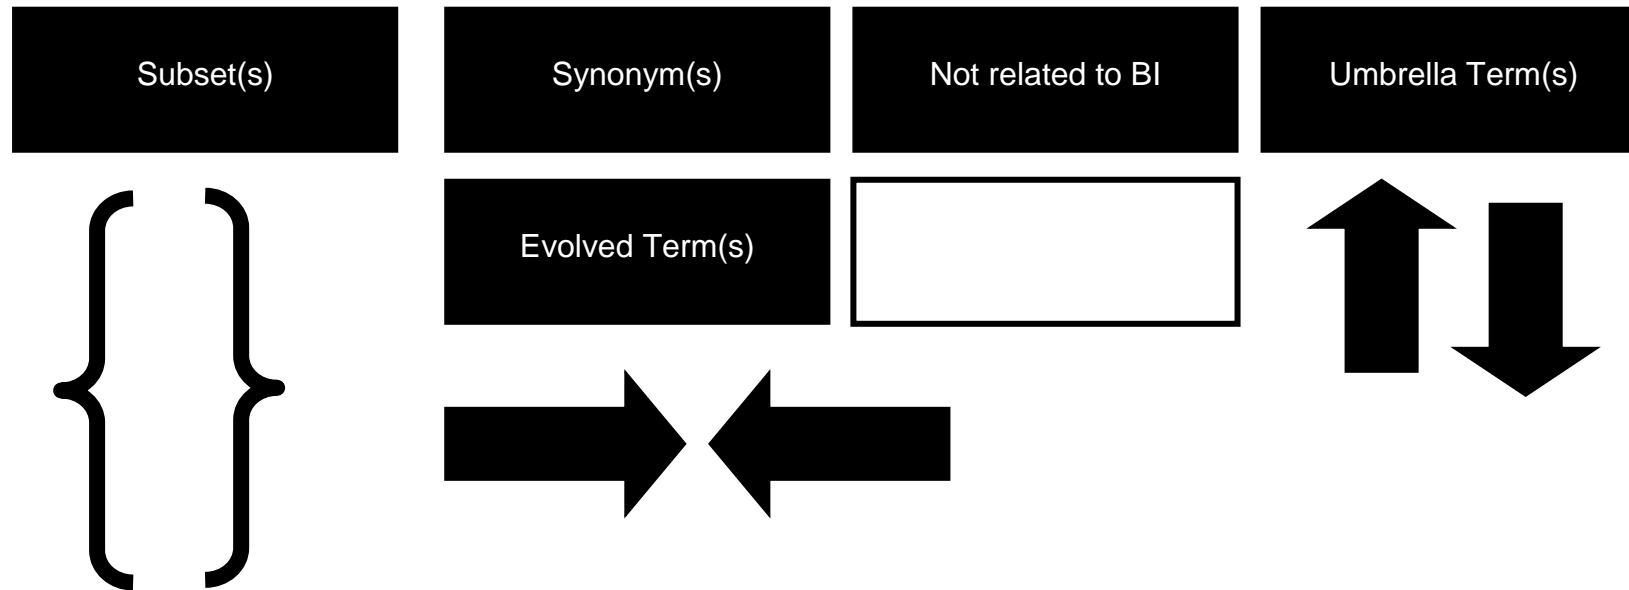 Subset(s)
Synonym(s)
Not related to BI
Umbrella Term(s)
Evolved Term(s)